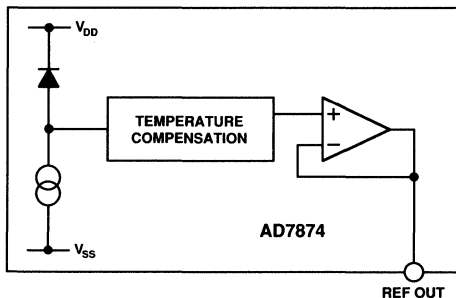 VDD
TEMPERATURE
COMPENSATION
+
−
AD7874
VSS
REF OUT